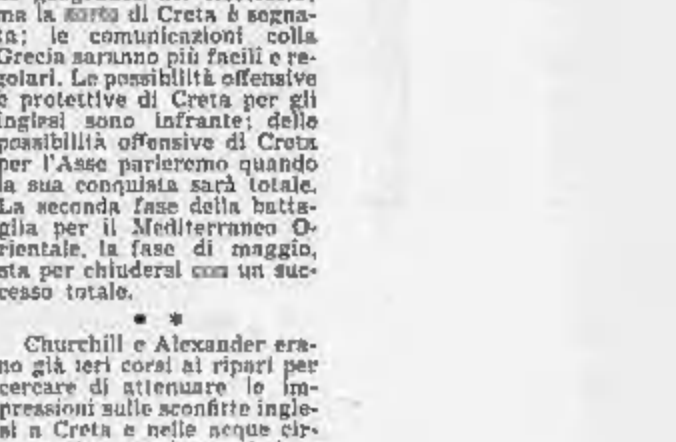 ma la sorte di Creta è segna-
ta; le comunicazioni colla
Grecia saranno più facili e re-
golari. Le possibilità offensive
e protettive di Creta per gli
inglesi sono infrante; delle
possibilità offensive di Creta
per l'Asse parleremo quando
la sua conquista sarà totale.
La seconda fase della batta-
glia per il Mediterraneo O-
rientale, la fase di maggio,
sta per chiudersi con un suc-
cesso totale.
• *
Churchill e Alexander era-
no già ieri corsi ai ripari per
cercare di attenuare le im-
pressioni sulle sconfitte ingle-
si a Creta e nelle acque cir-